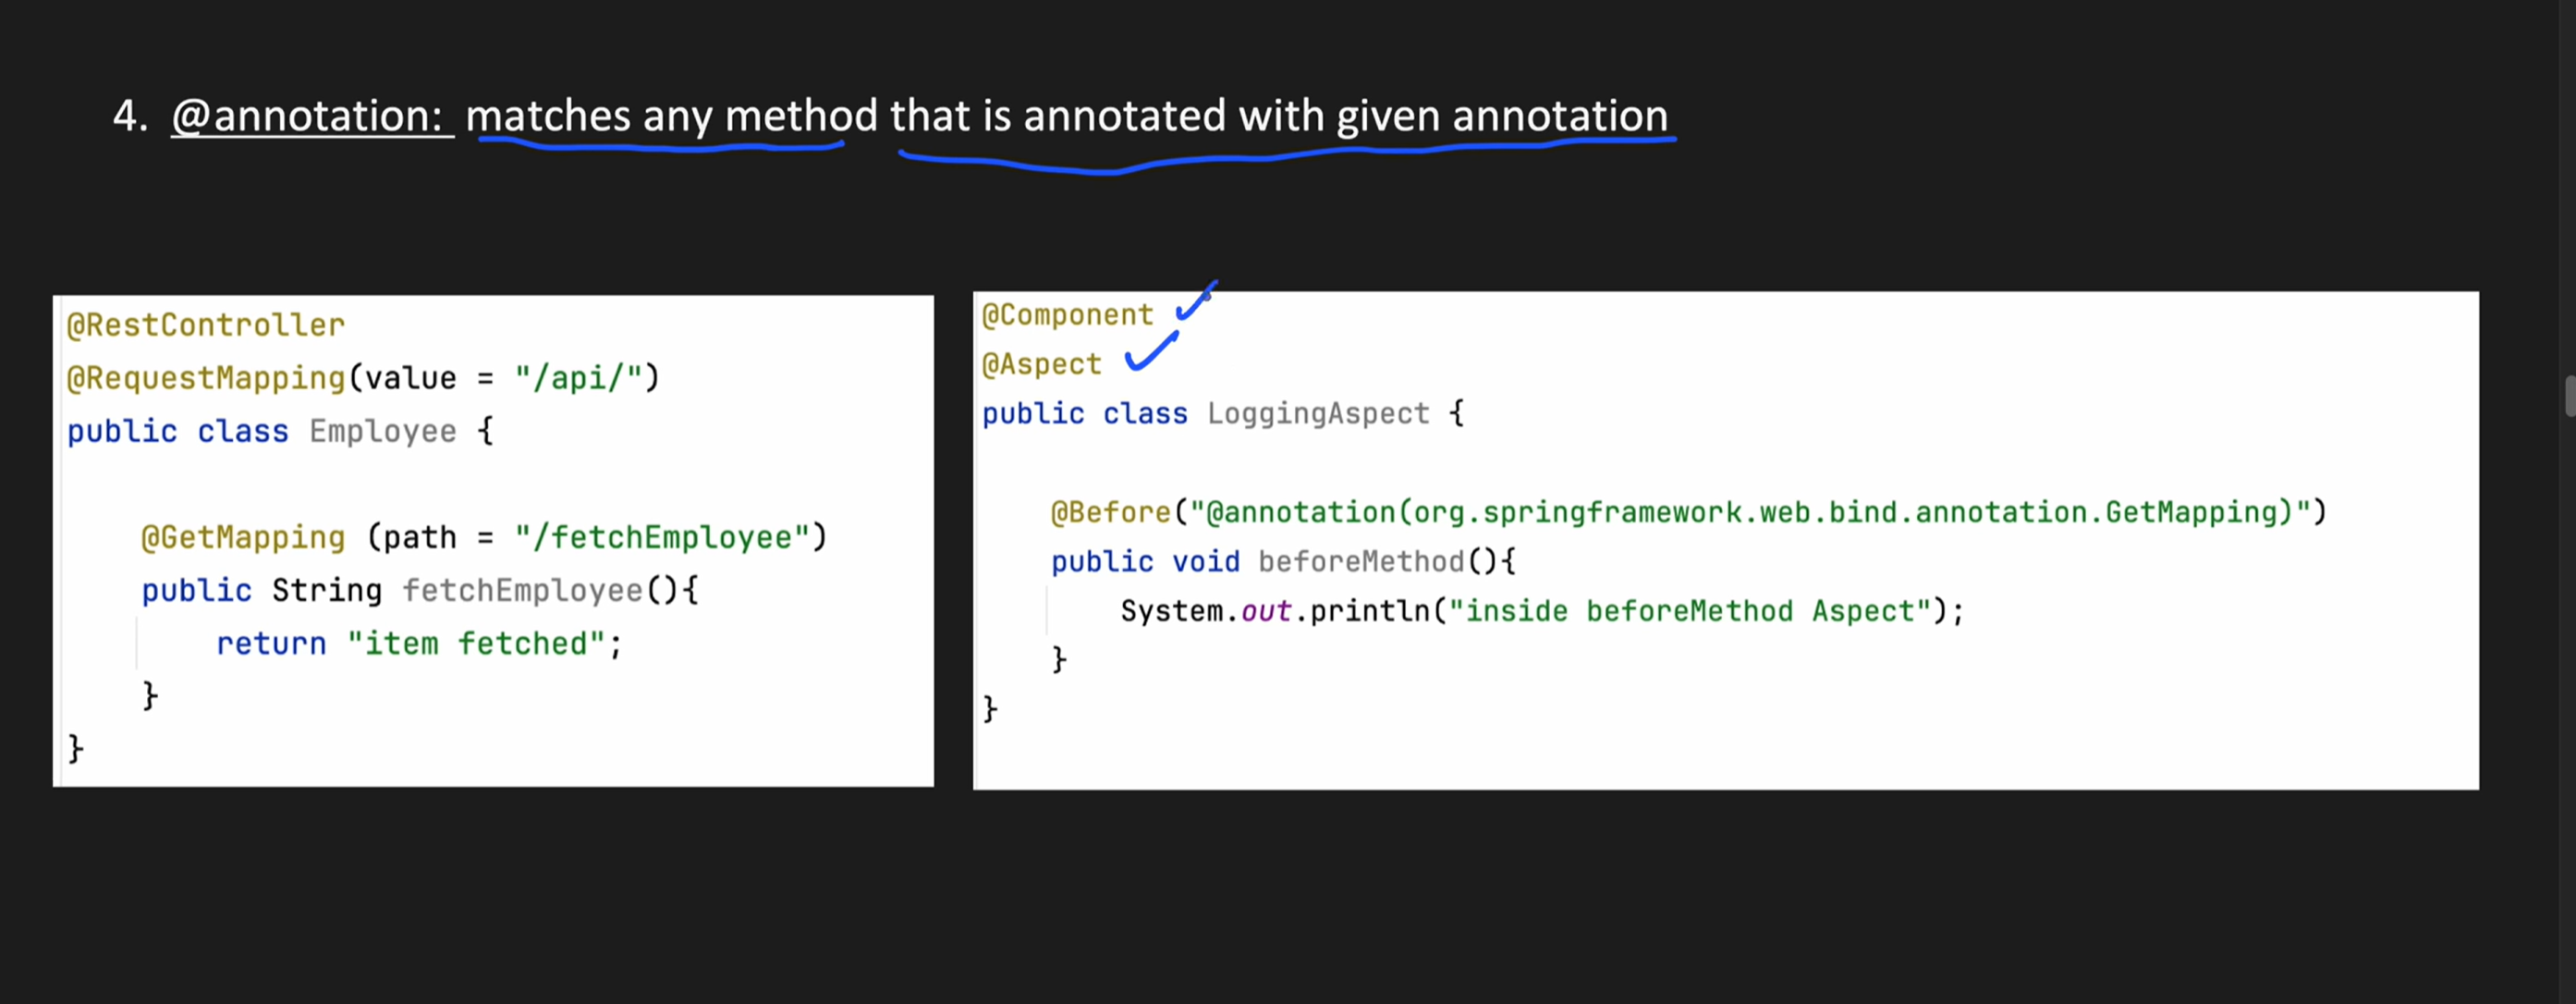 4. @annotation: matches any method that is annotated with given annotation
@RestController
@RequestMapping(value = "/api/")
public class Employee {
@GetMapping (path = "/fetchEmployee")
public String fetchEmployee(){
return "item fetched";
}
}
@Component
@Aspect
public class LoggingAspect {
@Before("@annotation(org.springframework.web.bind.annotation.GetMapping)")
public void beforeMethod(){
System.out.println("inside beforeMethod Aspect");
}
}